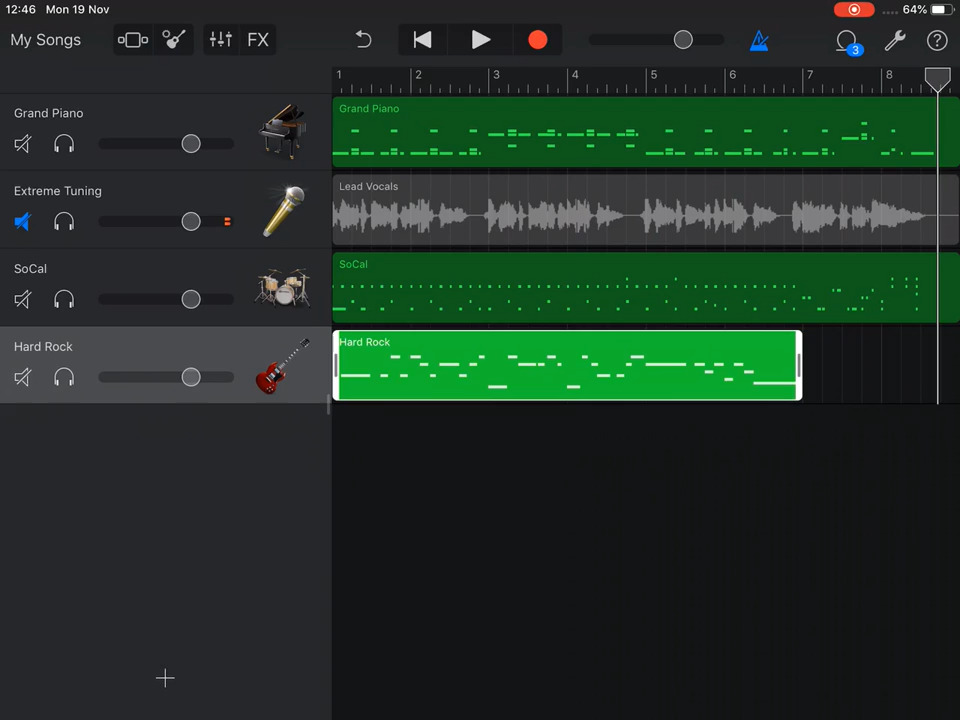 12:46 Mon 19 Nov 64%
My Songs FX 3 ?
1 2 3 4 5 6 7 8
Grand Piano Grand Piano
Extreme Tuning Lead Vocals
SoCal SoCal
Hard Rock Hard Rock